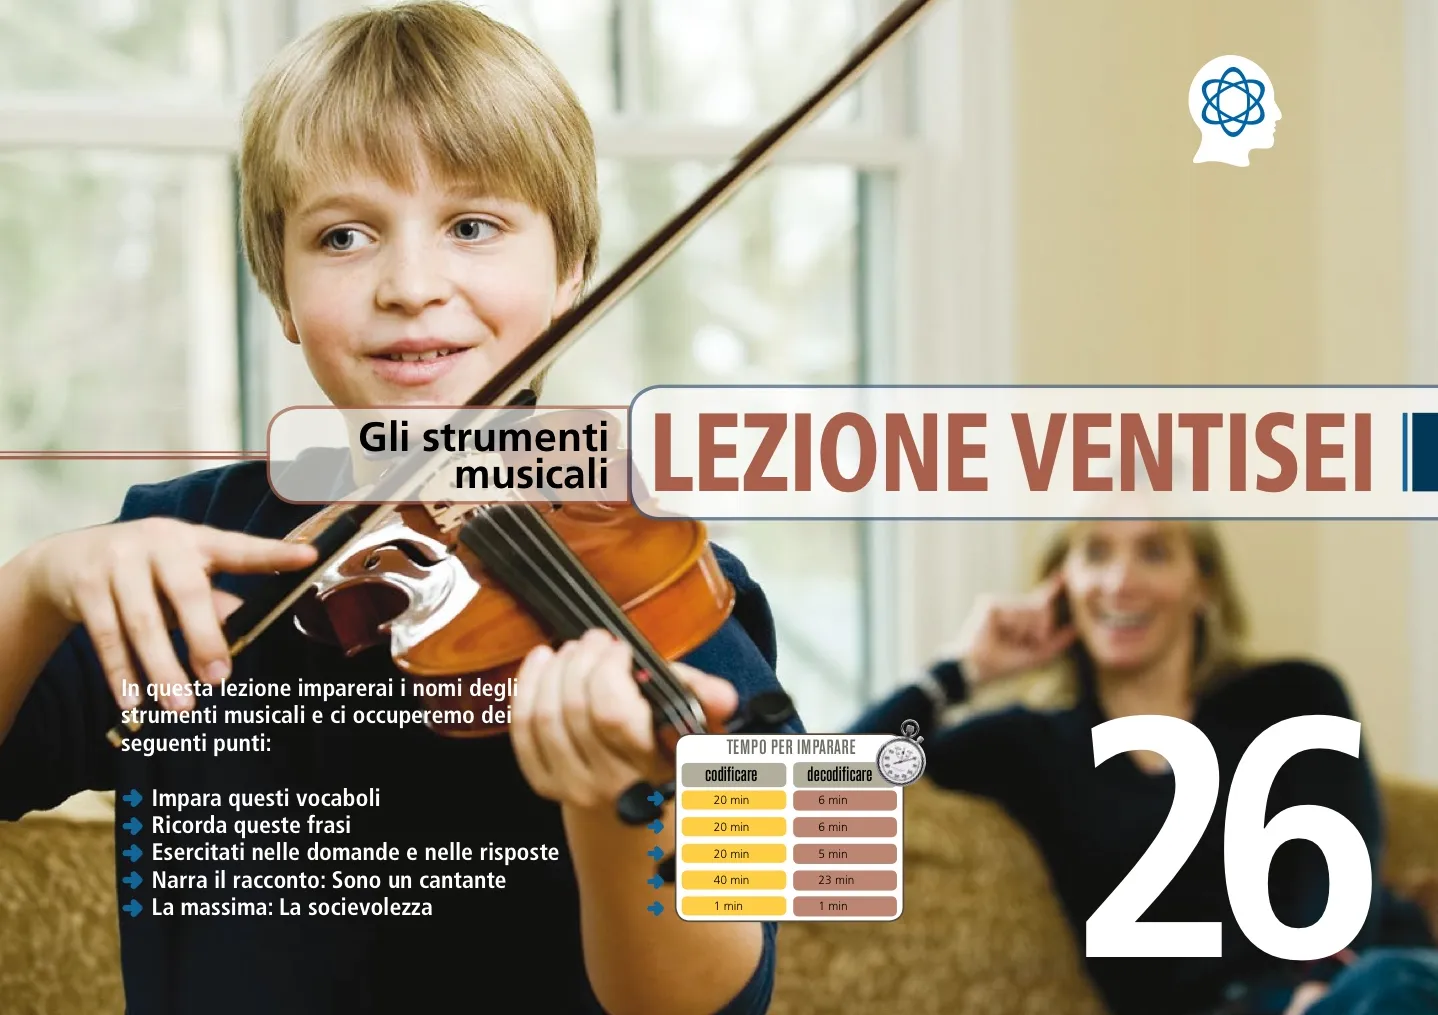 Gli strumenti
musicali
LEZIONE VENTISEI
In questa lezione imparerai i nomi degli
strumenti musicali e ci occuperemo dei
seguenti punti:
Impara questi vocaboli
Ricorda queste frasi
Esercitati nelle domande e nelle risposte
Narra il racconto: Sono un cantante
La massima: La socievolezza
TEMPO PER IMPARARE
codificare decodificare
20 min 6 min
20 min 6 min
20 min 5 min
40 min 23 min
1 min 1 min
26